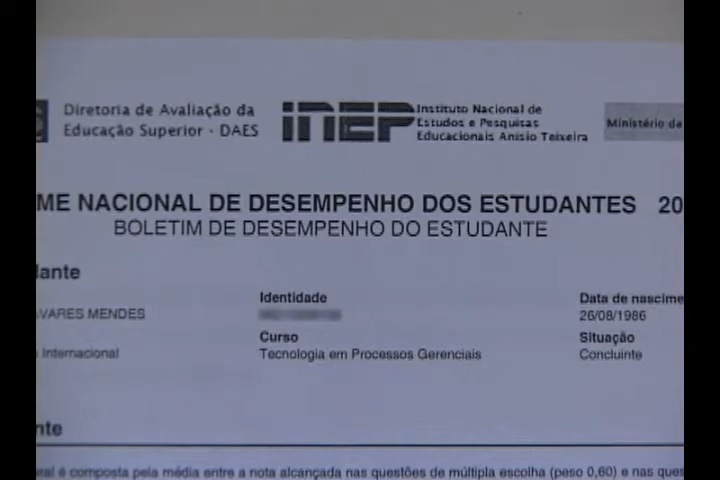 Diretoria de Avaliação da
Educação Superior - DAES
INEP
Instituto Nacional de
Estudos e Pesquisas
Educacionais Anísio Teixeira
Ministério da
ME NACIONAL DE DESEMPENHO DOS ESTUDANTES 20
BOLETIM DE DESEMPENHO DO ESTUDANTE
dante
VARES MENDES
Identidade
Data de nascime
26/08/1986
Internacional
Curso
Tecnologia em Processos Gerenciais
Situação
Concluinte
nte
eral é composta pela média entre a nota alcançada nas questões de múltipla escolha (peso 0,60) e nas ques